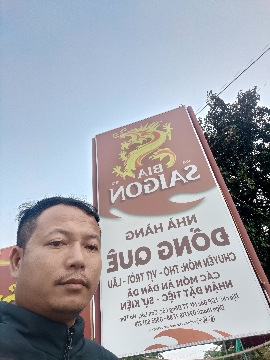 BIA
SAIGON
NHÀ HÀNG
ĐỒNG QUÊ
CHUYÊN MÓN: THỎ - VỊT TRỜI - LẨU
CÁC MÓN ĂN DÂN DÃ
NHẬN ĐẶT TIỆC, SỰ KIỆN